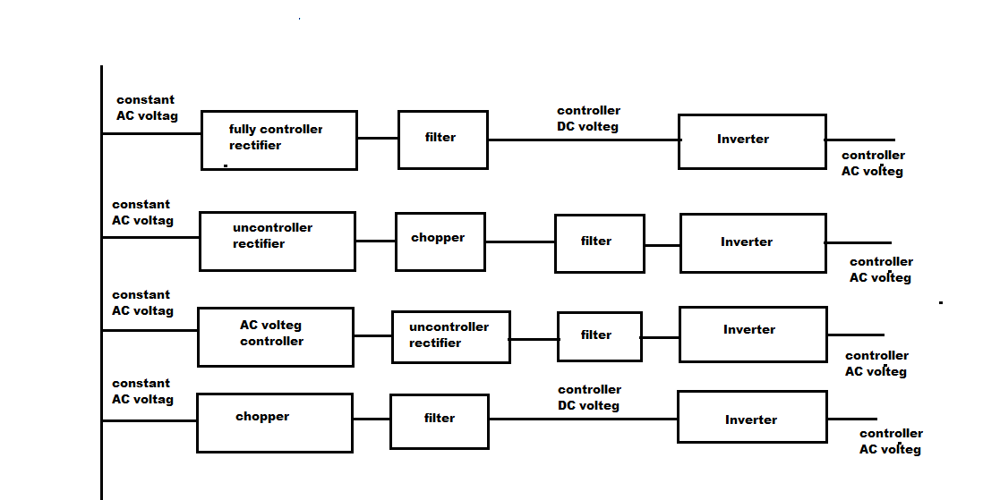 constant
AC voltag
fully controller
rectifier
filter
controller
DC volteg
Inverter
controller
AC volteg
constant
AC voltag
uncontroller
rectifier
chopper
filter
Inverter
controller
AC volteg
constant
AC voltag
AC volteg
controller
uncontroller
rectifier
filter
Inverter
controller
AC volteg
constant
AC voltag
chopper
filter
controller
DC volteg
Inverter
controller
AC volteg